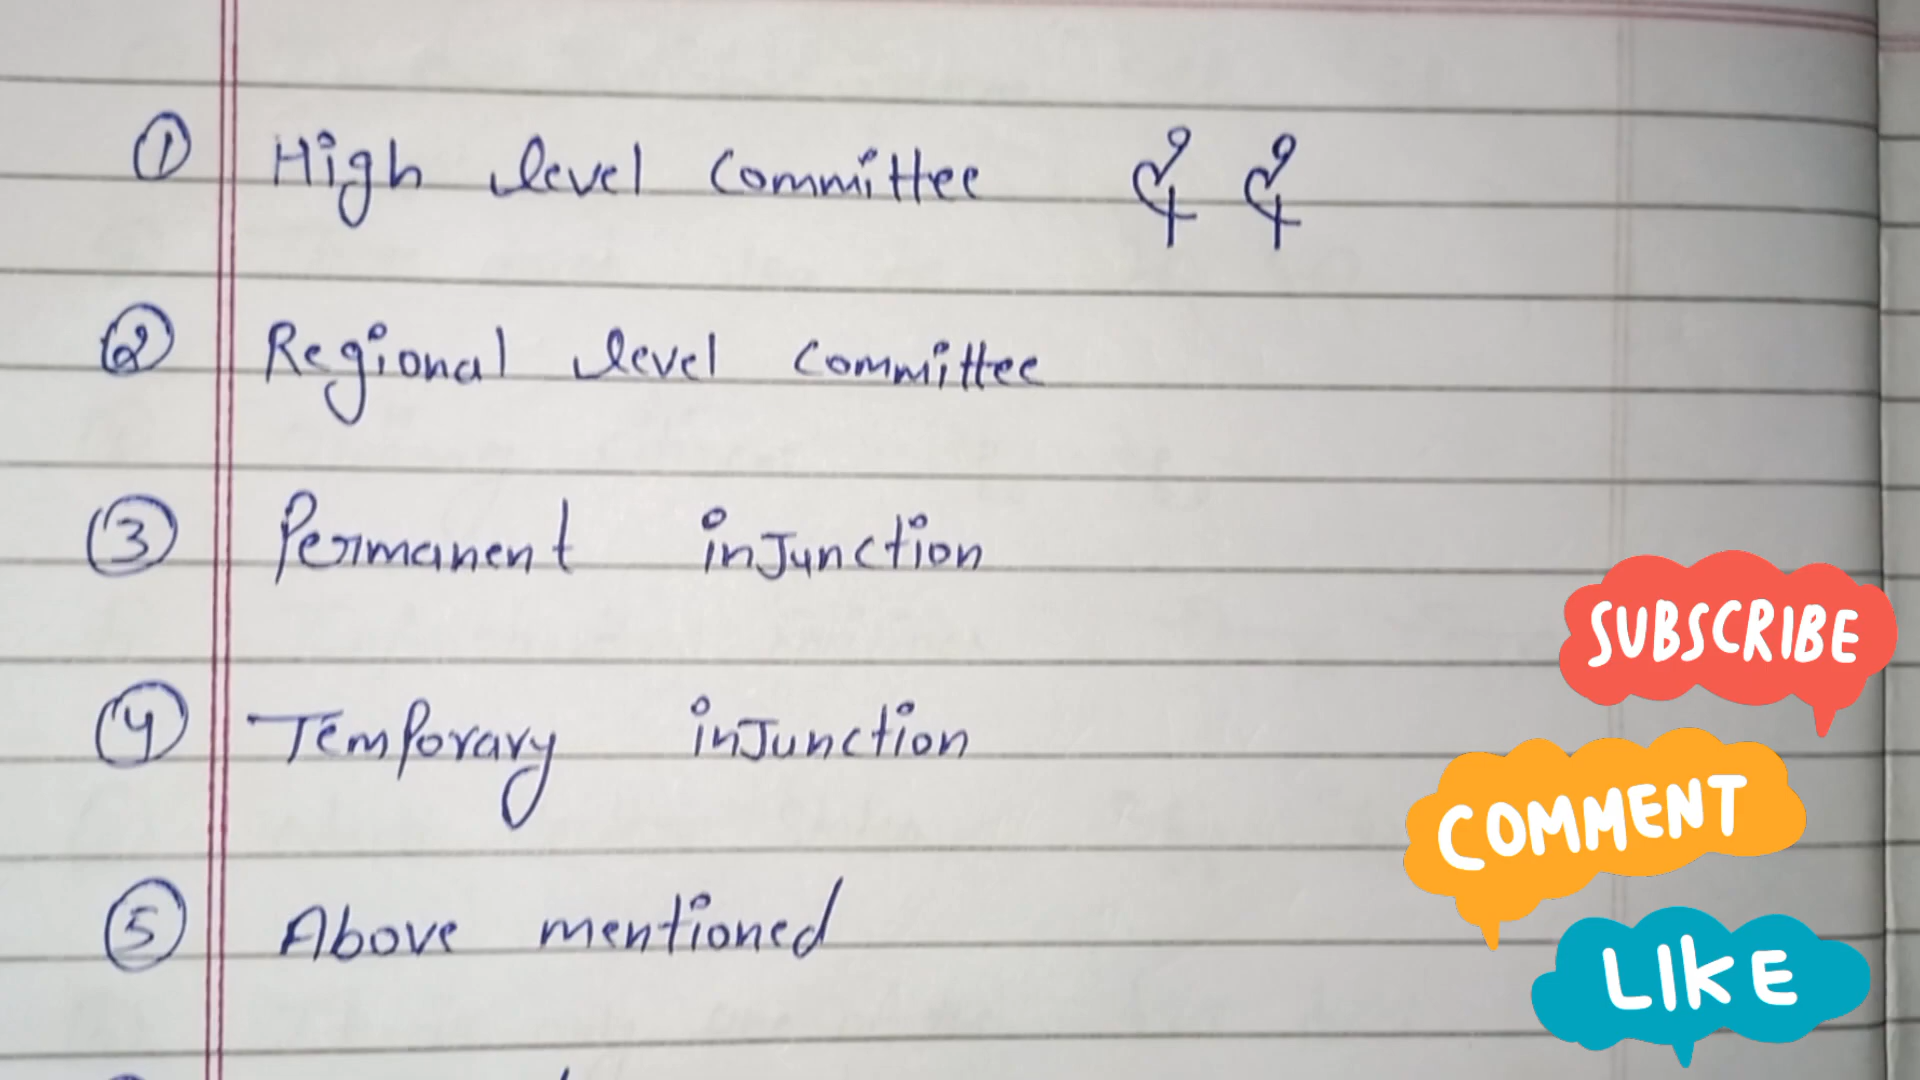 ① High level committee
② Regional level committee
③ Permanent injunction
④ Temporary injunction
⑤ Above mentioned
SUBSCRIBE
COMMENT
LIKE